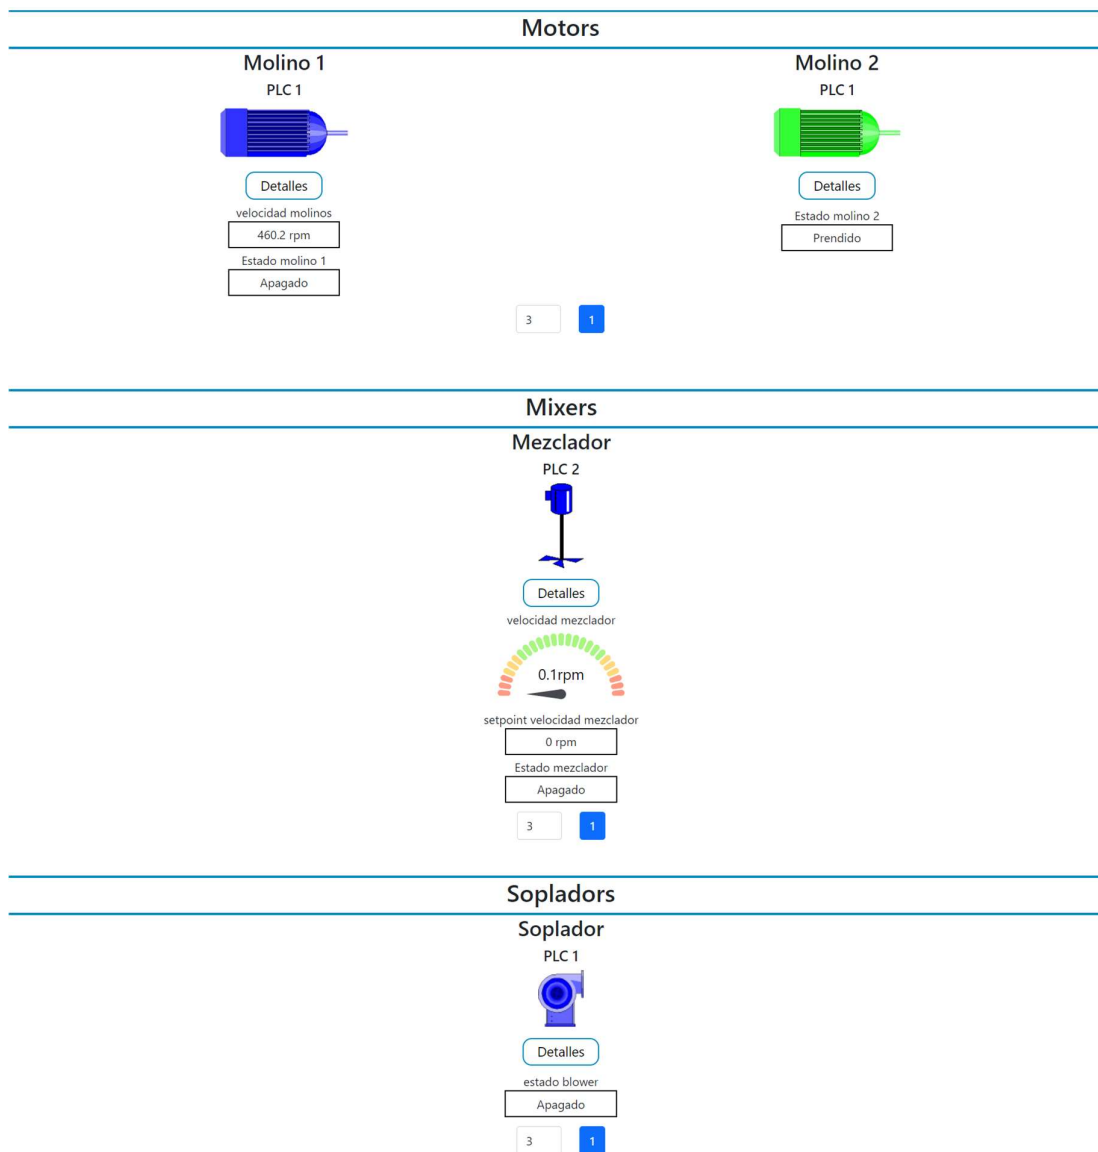 Motors
Molino 1
PLC 1
Detalles
velocidad molinos
460.2 rpm
Estado molino 1
Apagado
Molino 2
PLC 1
Detalles
Estado molino 2
Prendido
3 1
Mixers
Mezclador
PLC 2
Detalles
velocidad mezclador
0.1rpm
setpoint velocidad mezclador
0 rpm
Estado mezclador
Apagado
3 1
Sopladors
Soplador
PLC 1
Detalles
estado blower
Apagado
3 1